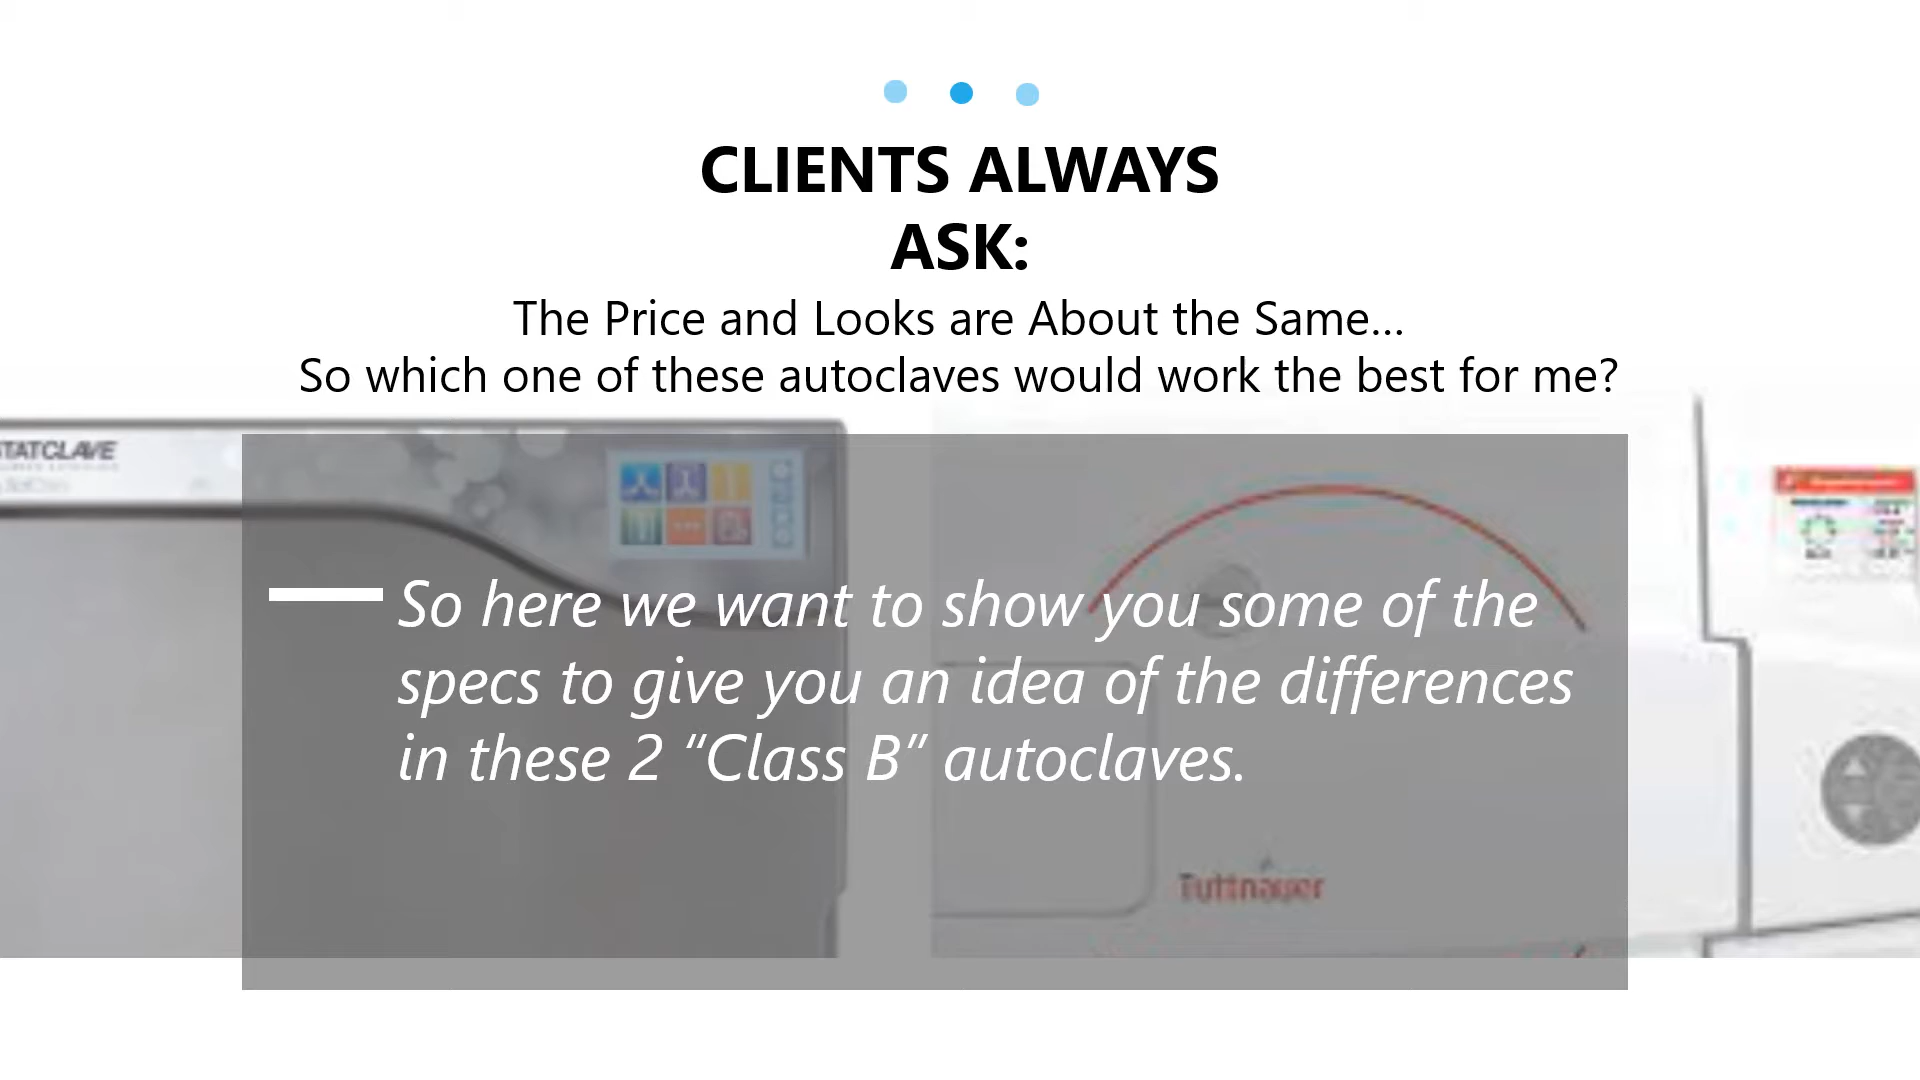 CLIENTS ALWAYS
ASK:
The Price and Looks are About the Same...
So which one of these autoclaves would work the best for me?
TATCLAVE
So here we want to show you some of the
specs to give you an idea of the differences
in these 2 “Class B” autoclaves.
Tuttnauer